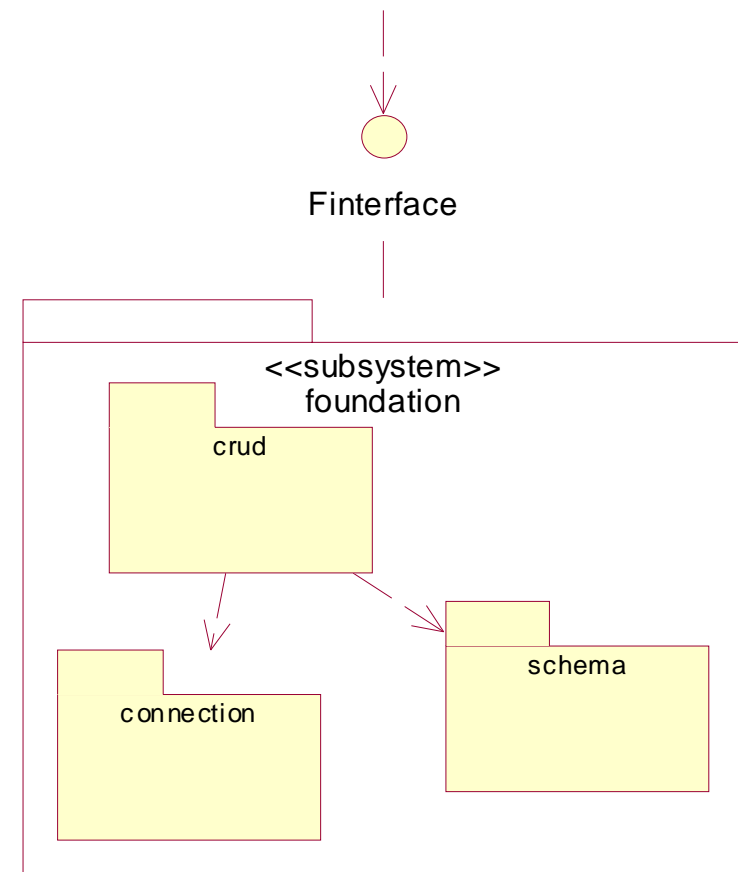 Finterface
<<subsystem>>
foundation
crud
schema
connection